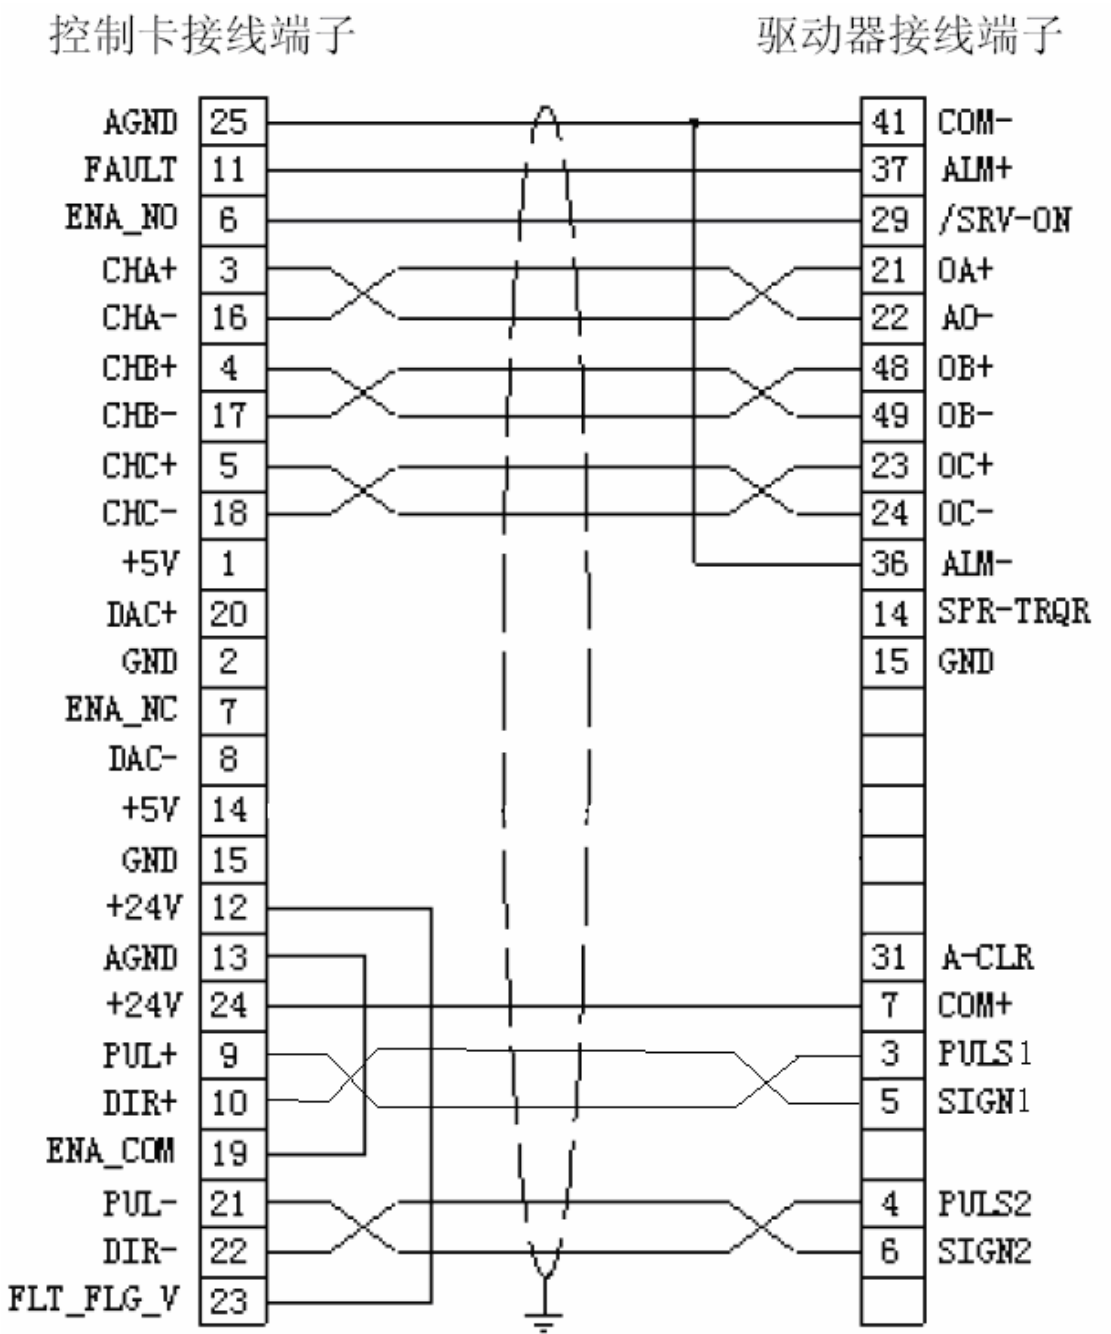 控制卡接线端子 驱动器接线端子
AGND 25 41 COM-
FAULT 11 37 ALM+
ENA_NO 6 29 /SRV-ON
CHA+ 3 21 OA+
CHA- 16 22 AO-
CHB+ 4 48 OB+
CHB- 17 49 OB-
CHC+ 5 23 OC+
CHC- 18 24 OC-
+5V 1 36 ALM-
DAC+ 20 14 SPR-TRQR
GND 2 15 GND
ENA_NC 7
DAC- 8
+5V 14
GND 15
+24V 12
AGND 13 31 A-CLR
+24V 24 7 COM+
PUL+ 9 3 PULS1
DIR+ 10 5 SIGN1
ENA_COM 19
PUL- 21 4 PULS2
DIR- 22 6 SIGN2
FLT_FLG_V 23